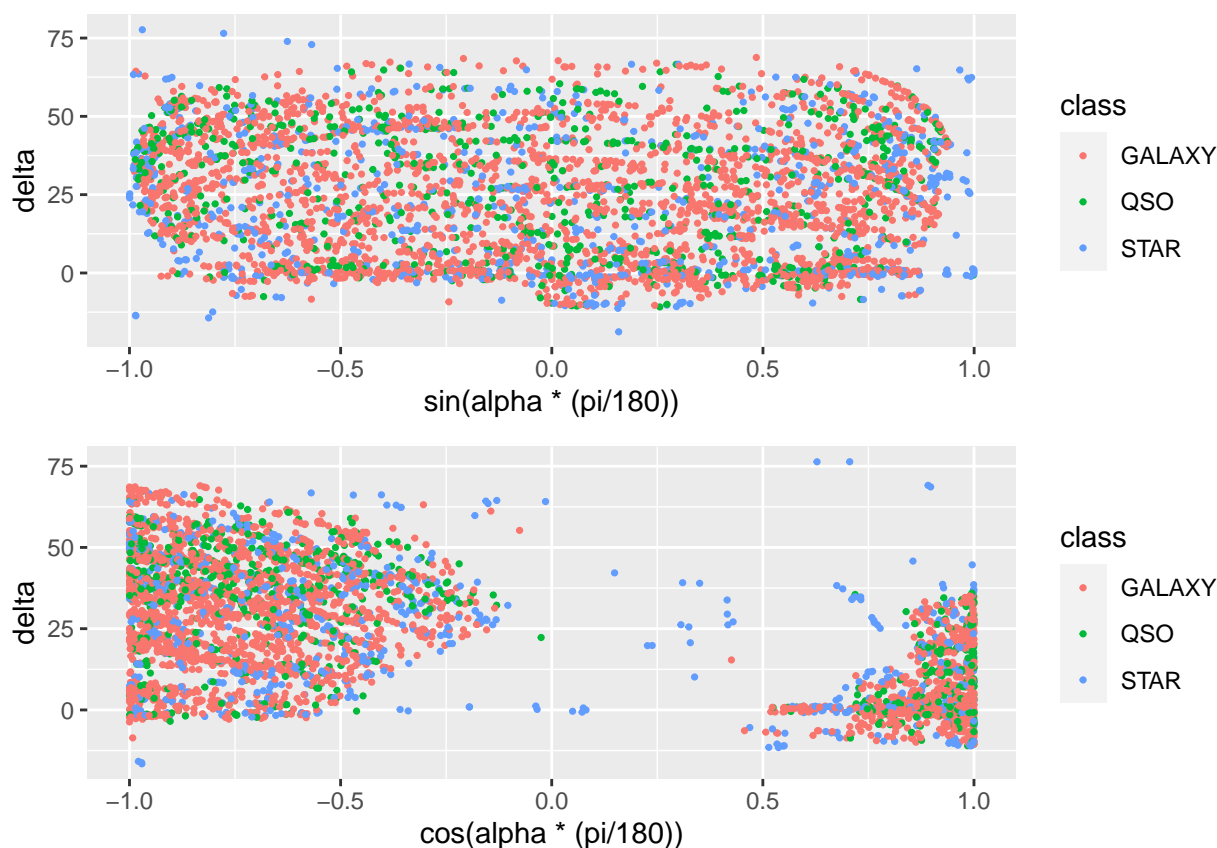 75
50
25
0
delta
−1.0 −0.5 0.0 0.5 1.0
sin(alpha * (pi/180))
class
GALAXY
QSO
STAR
75
50
25
0
delta
−1.0 −0.5 0.0 0.5 1.0
cos(alpha * (pi/180))
class
GALAXY
QSO
STAR